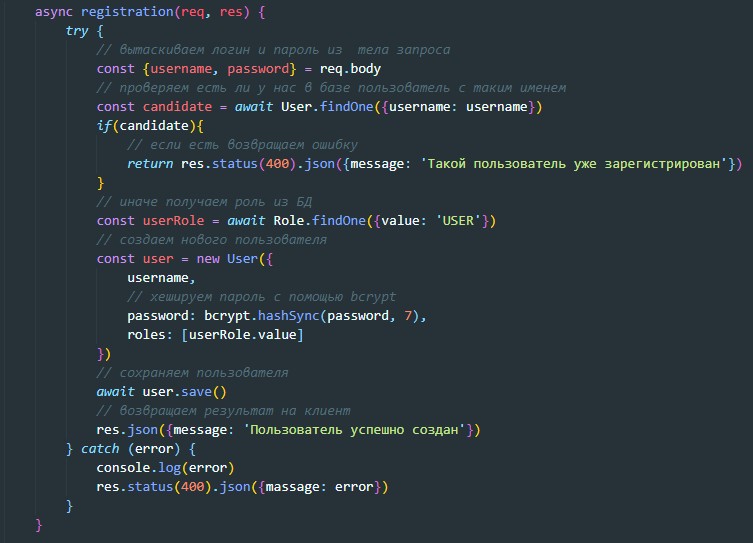 async registration(req, res) {
try {
// вытаскиваем логин и пароль из  тела запроса
const {username, password} = req.body
// проверяем есть ли у нас в базе пользователь с таким именем
const candidate = await User.findOne({username: username})
if(candidate){
// если есть возвращаем ошибку
return res.status(400).json({message: 'Такой пользователь уже зарегистрирован'})
}
// иначе получаем роль из БД
const userRole = await Role.findOne({value: 'USER'})
// создаем нового пользователя
const user = new User({
username,
// хешируем пароль с помощью bcrypt
password: bcrypt.hashSync(password, 7),
roles: [userRole.value]
})
// сохраняем пользователя
await user.save()
// возвращаем результат на клиент
res.json({message: 'Пользователь успешно создан'})
} catch (error) {
console.log(error)
res.status(400).json({massage: error})
}
}